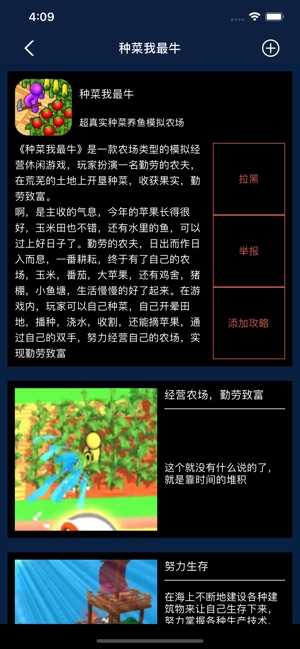 4:09
种菜我最牛
种菜我最牛
超真实种菜养鱼模拟农场
《种菜我最牛》是一款农场类型的模拟经
营休闲游戏，玩家扮演一名勤劳的农夫，
在荒芜的土地上开垦种菜，收获果实，勤
劳致富。
啊，是主收的气息，今年的苹果长得很
好，玉米田也不错，还有水里的鱼，可以
过上好日子了。勤劳的农夫，日出而作日
入而息，一番耕耘，终于有了自己的农
场，玉米，番茄，大苹果，还有鸡舍，猪
棚，小鱼塘，生活慢慢的好了起来。在游
戏内，玩家可以自己种菜，自己开晕田
地，播种，浇水，收割，还能摘苹果，通
过自己的双手，努力经营自己的农场，实
现勤劳致富
拉黑
举报
添加攻略
经营农场，勤劳致富
这个就没有什么说的了，
就是靠时间的堆积
努力生存
在海上不断地建设各种建
筑物来让自己生存下来，
努力掌握各种生产技术，